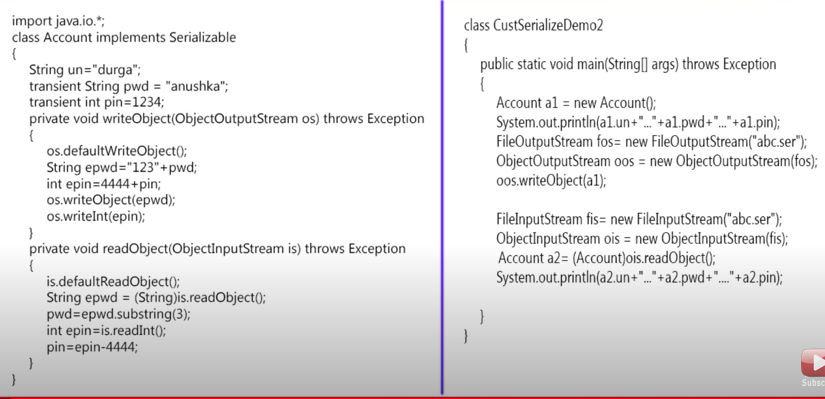 import java.io.*;
class Account implements Serializable
{
String un="durga";
transient String pwd = "anushka";
transient int pin=1234;
private void writeObject(ObjectOutputStream os) throws Exception
{
os.defaultWriteObject();
String epwd="123"+pwd;
int epin=4444+pin;
os.writeObject(epwd);
os.writeInt(epin);
}
private void readObject(ObjectInputStream is) throws Exception
{
is.defaultReadObject();
String epwd = (String)is.readObject();
pwd=epwd.substring(3);
int epin=is.readInt();
pin=epin-4444;
}
}
class CustSerializeDemo2
{
public static void main(String[] args) throws Exception
{
Account a1 = new Account();
System.out.println(a1.un+"..."+a1.pwd+"..."+a1.pin);
FileOutputStream fos= new FileOutputStream("abc.ser");
ObjectOutputStream oos = new ObjectOutputStream(fos);
oos.writeObject(a1);
FileInputStream fis= new FileInputStream("abc.ser");
ObjectInputStream ois = new ObjectInputStream(fis);
Account a2= (Account)ois.readObject();
System.out.println(a2.un+"..."+a2.pwd+"...."+a2.pin);
}
}